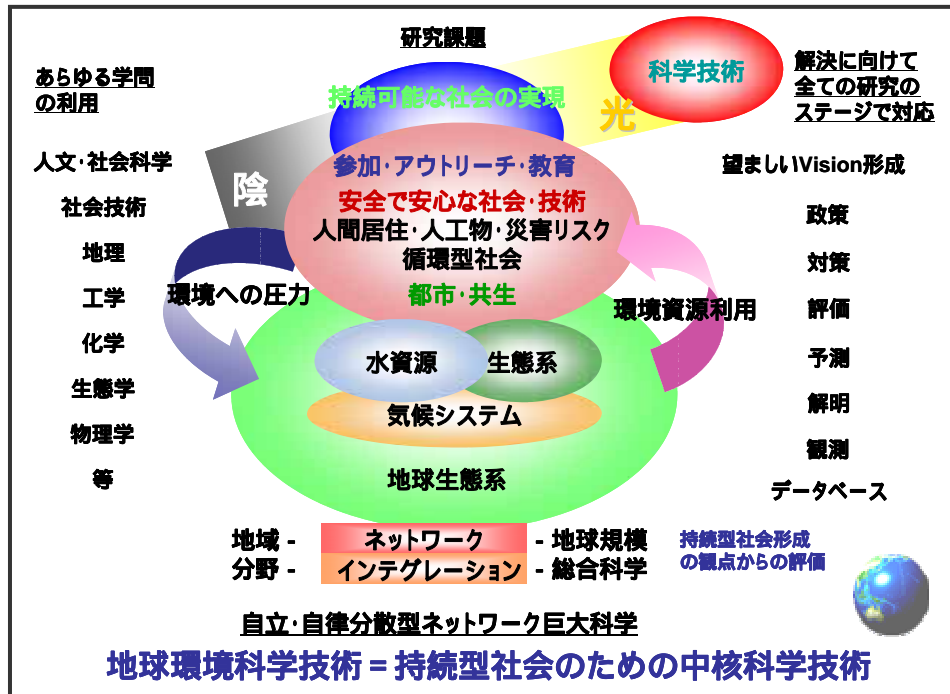 研究課題
あらゆる学問
の利用
人文・社会科学
社会技術
地理
工学
化学
生態学
物理学
等
科学技術
光
陰
持続可能な社会の実現
参加・アウトリーチ・教育
安全で安心な社会・技術
人間居住・人工物・災害リスク
循環型社会
都市・共生
環境への圧力
環境資源利用
水資源
生態系
気候システム
地球生態系
解決に向けて
全ての研究の
ステージで対応
望ましいVision形成
政策
対策
評価
予測
解明
観測
データベース
地域 - ネットワーク - 地球規模
分野 - インテグレーション - 総合科学
持続型社会形成
の観点からの評価
自立・自律分散型ネットワーク巨大科学
地球環境科学技術＝持続型社会のための中核科学技術